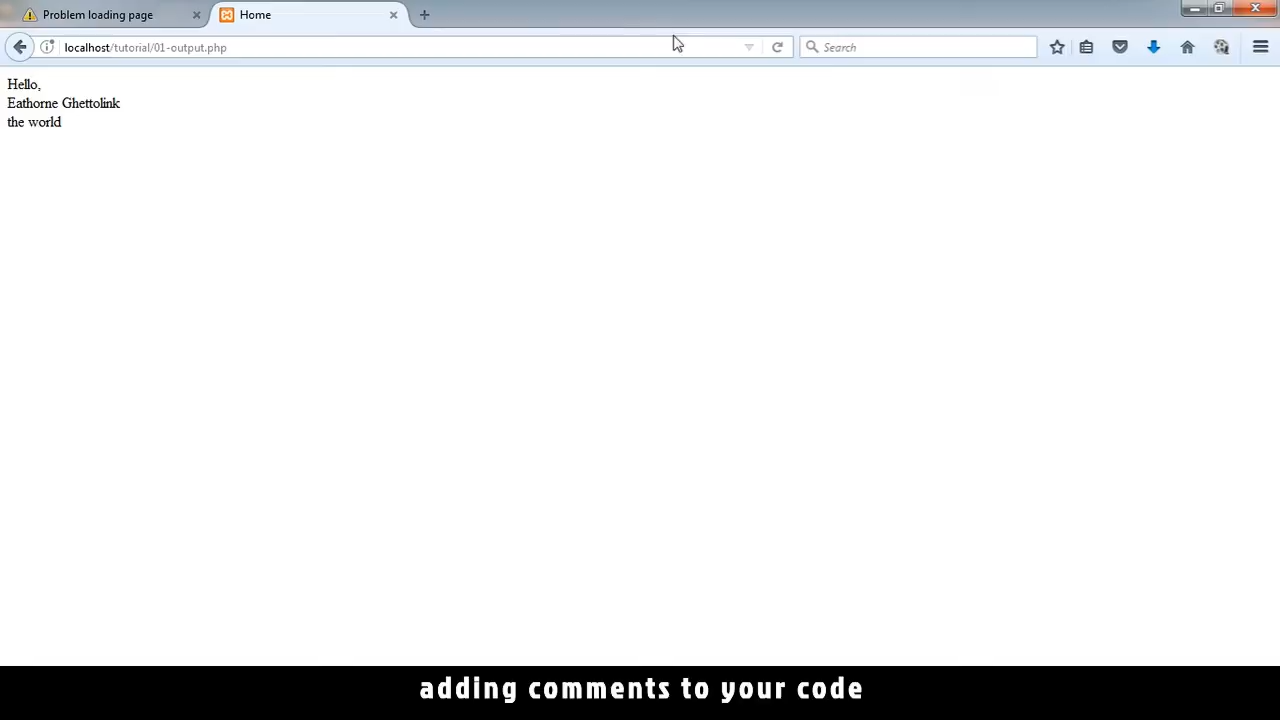 Problem loading page
Home
localhost/tutorial/01-output.php
Search
Hello,
Eathorne Ghettolink
the world
adding comments to your code